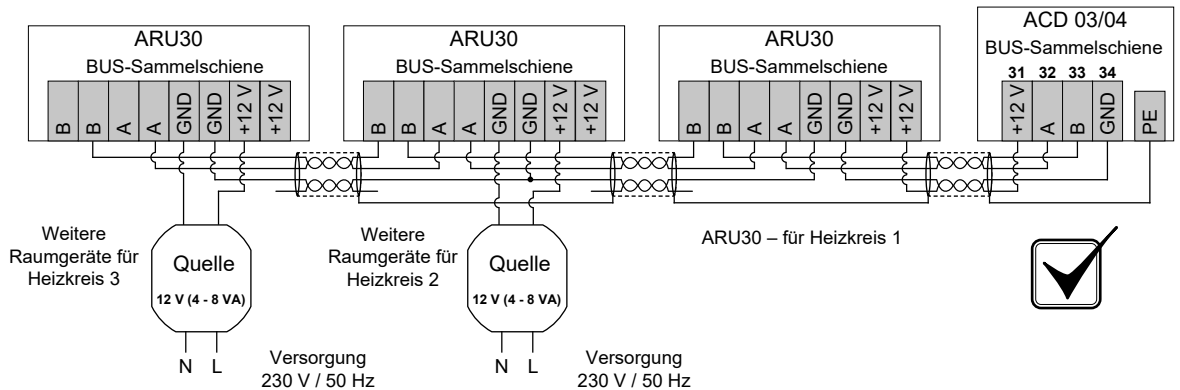 ARU30
BUS-Sammelschiene
B B A A GND GND +12 V +12 V
ARU30
BUS-Sammelschiene
B B A A GND GND +12 V +12 V
ARU30
BUS-Sammelschiene
B B A A GND GND +12 V +12 V
ACD 03/04
BUS-Sammelschiene
31 32 33 34
+12 V A B GND PE
Weitere
Raumgeräte für
Heizkreis 3
Quelle
12 V (4 - 8 VA)
N L
Versorgung
230 V / 50 Hz
Weitere
Raumgeräte für
Heizkreis 2
Quelle
12 V (4 - 8 VA)
N L
Versorgung
230 V / 50 Hz
ARU30 – für Heizkreis 1